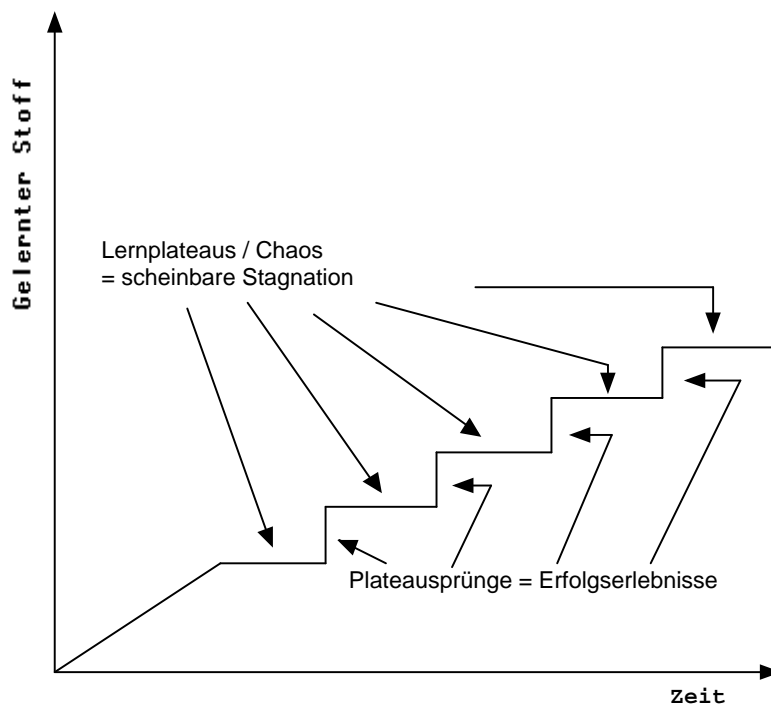 Gelernter Stoff
Lernplateaus / Chaos
= scheinbare Stagnation
Plateausprünge = Erfolgserlebnisse
Zeit